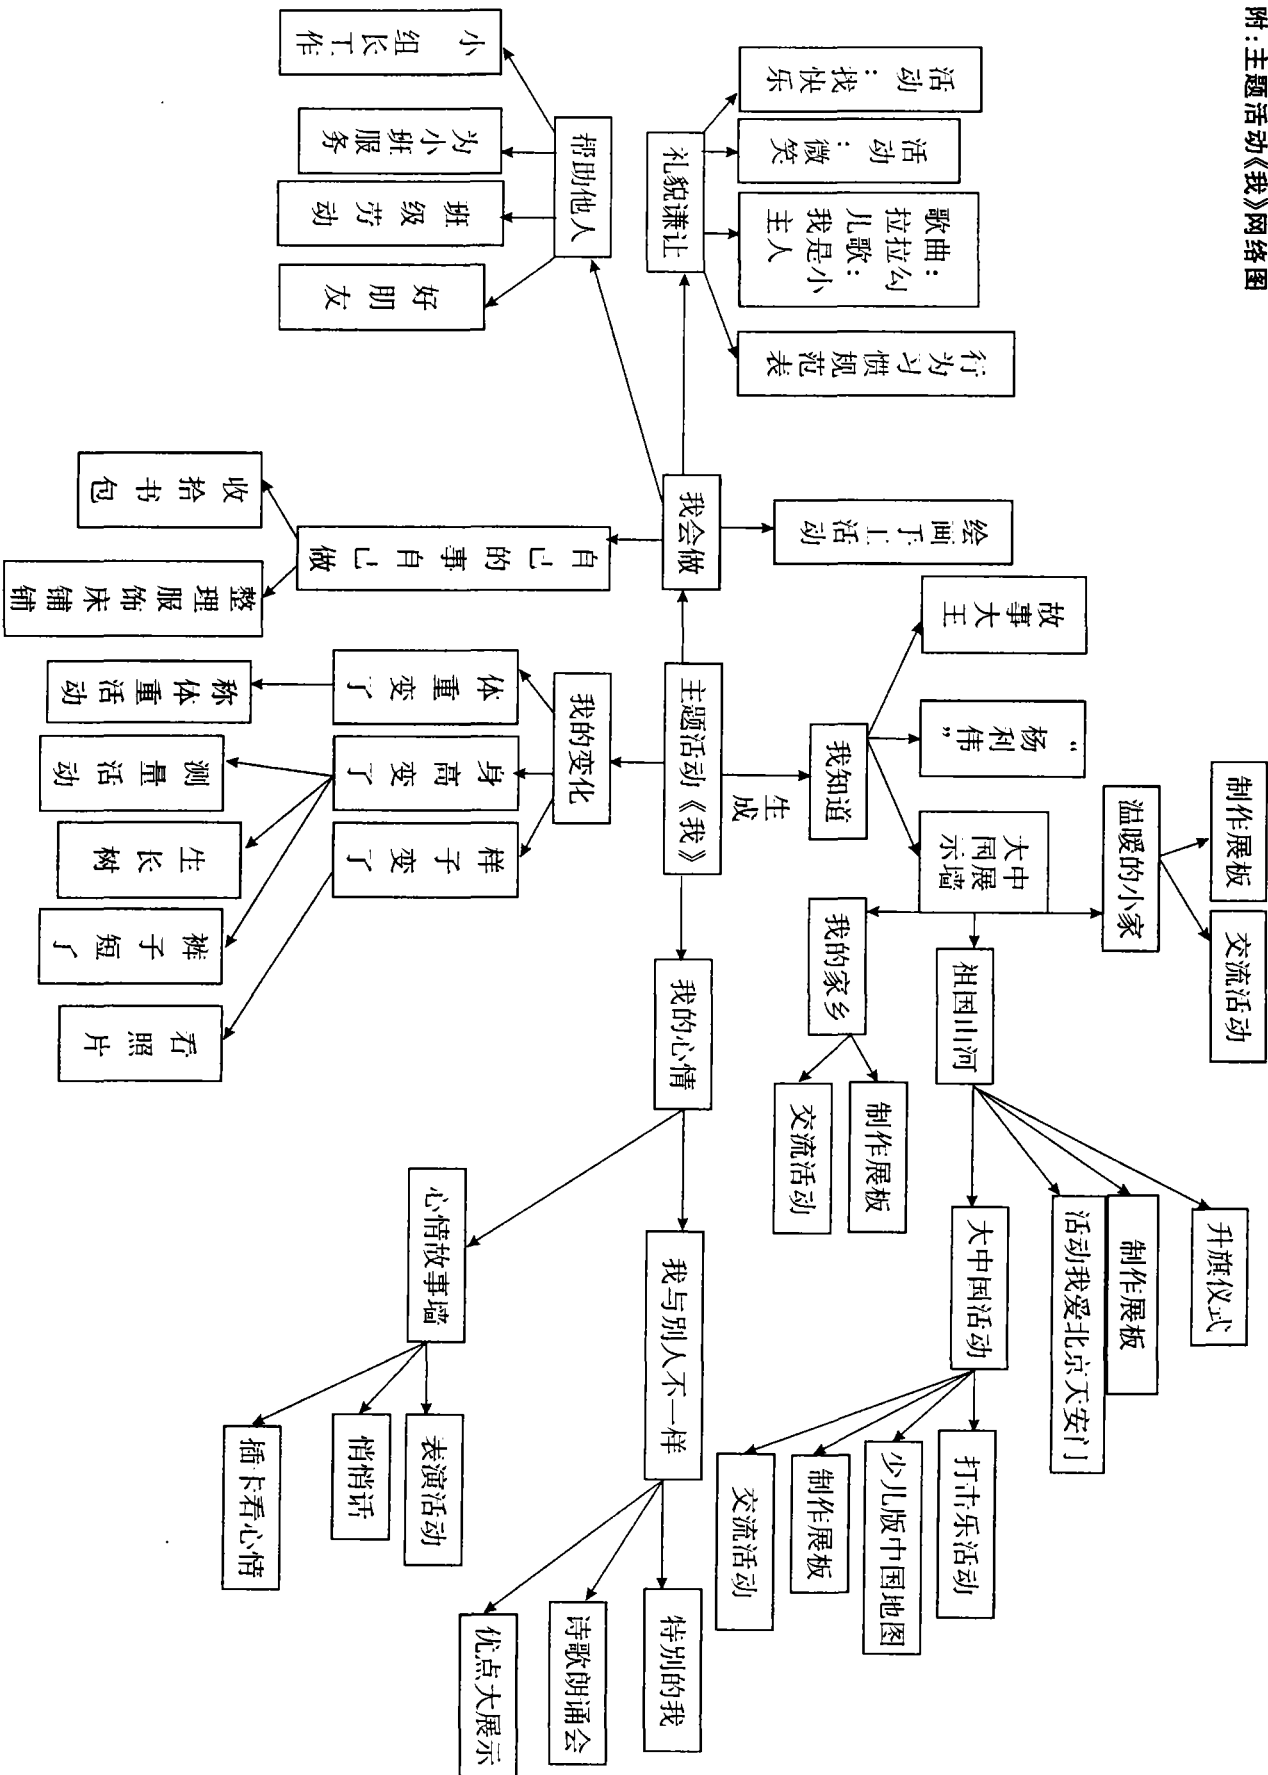 附:主题活动《我》网络图
制作展板
交流活动
温暖的小家
升旗仪式
制作展板
活动我爱北京天安门
祖国山河
大中国活动
打击乐活动
少儿版中国地图
制作展板
交流活动
故事
大王
“杨利伟”
大中
国展
示墙
我的家乡
制作展板
交流活动
我知道
生成
活动:找快乐
活动:微笑
歌曲:
拉拉勾
儿歌:
我是小
主人
行为习惯规范表
绘画手工活动
礼貌谦让
我会做
主题活动《我》
我的心情
我与别人不一样
特别的我
诗歌朗诵会
优点大展示
心情故事墙
表演活动
悄悄话
插卡看心情
帮助他人
小组长工作
为小班服务
班级劳动
好朋友
自己的事自己做
收拾书包
整理服饰床铺铺
我的变化
体重变了
身高变了
样子变了
称体重活动
测量活动
生长树
裤子短了
看照片